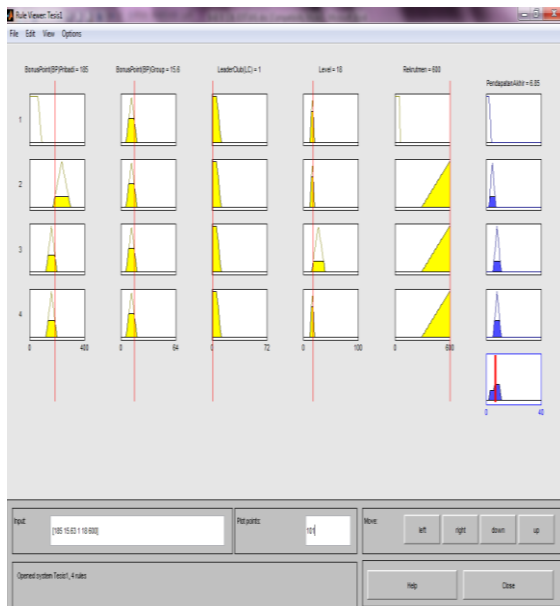 Rule Viewer: Tesis1
File Edit View Options
BonusPoint(BP)Pribadi = 185 BonusPoint(BP)Group = 15.6 LeaderClub(LC) = 1 Level = 18 Rekrutmen = 600 PendapatanAkhir = 6.85
1
2
3
4
0 400 0 64 0 72 0 100 0 600
0 40
Input: [185 15.63 1 18 600] Plot points: 101 Move: left right down up
Opened system Tesis1, 4 rules Help Close